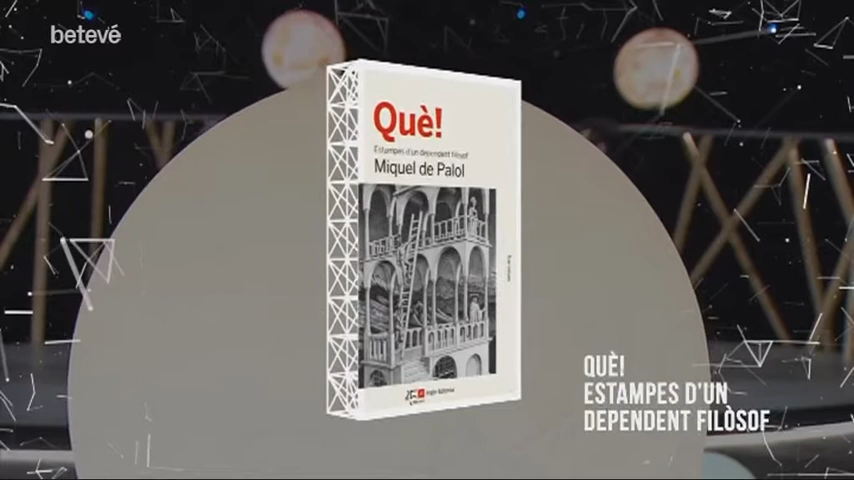 betevé
Què!
Estampes d'un dependent filòsof
Miquel de Palol
QUÈ!
ESTAMPES D'UN
DEPENDENT FILÒSOF